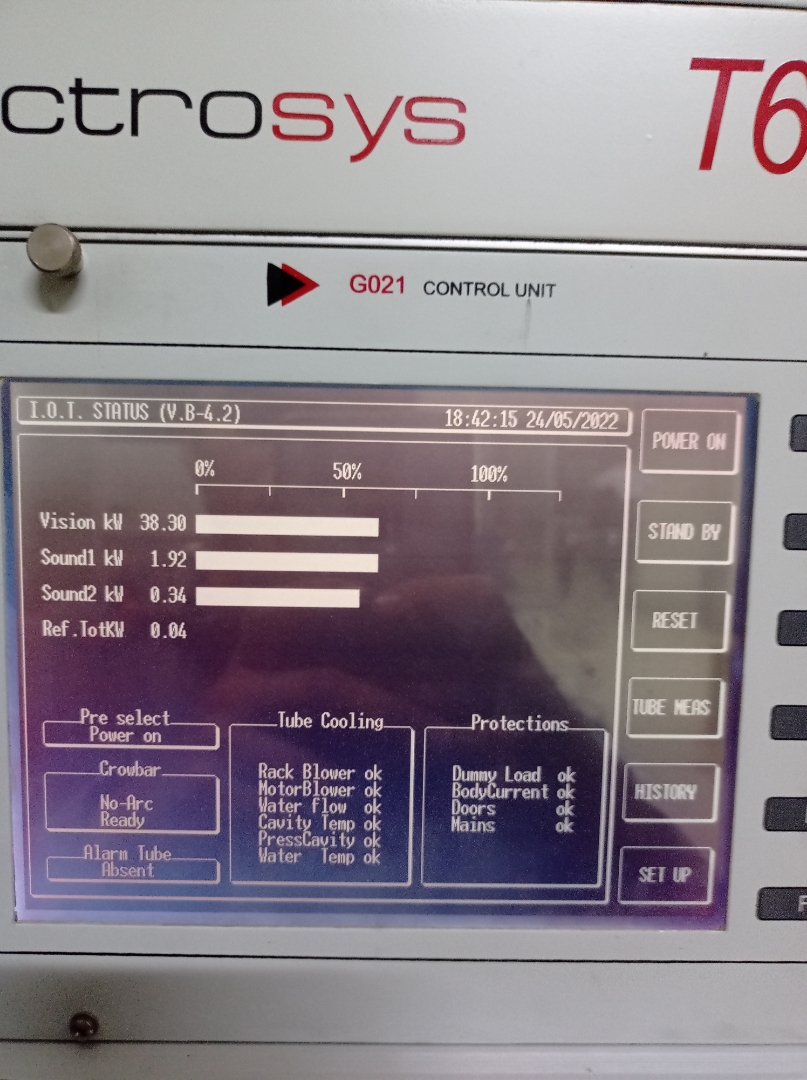 ctrosys T6
G021 CONTROL UNIT
I.O.T. STATUS (V.B-4.2) 18:42:15 24/05/2022
0% 50% 100%
Vision kW 38.30
Sound1 kW 1.92
Sound2 kW 0.34
Ref.TotKW 0.04
Pre select
Power on
Crowbar
No-Arc
Ready
Alarm Tube
Absent
Tube Cooling
Rack Blower ok
MotorBlower ok
Water flow ok
Cavity Temp ok
PressCavity ok
Water Temp ok
Protections
Dummy Load ok
BodyCurrent ok
Doors ok
Mains ok
POWER ON
STAND BY
RESET
TUBE MEAS
HISTORY
SET UP
F